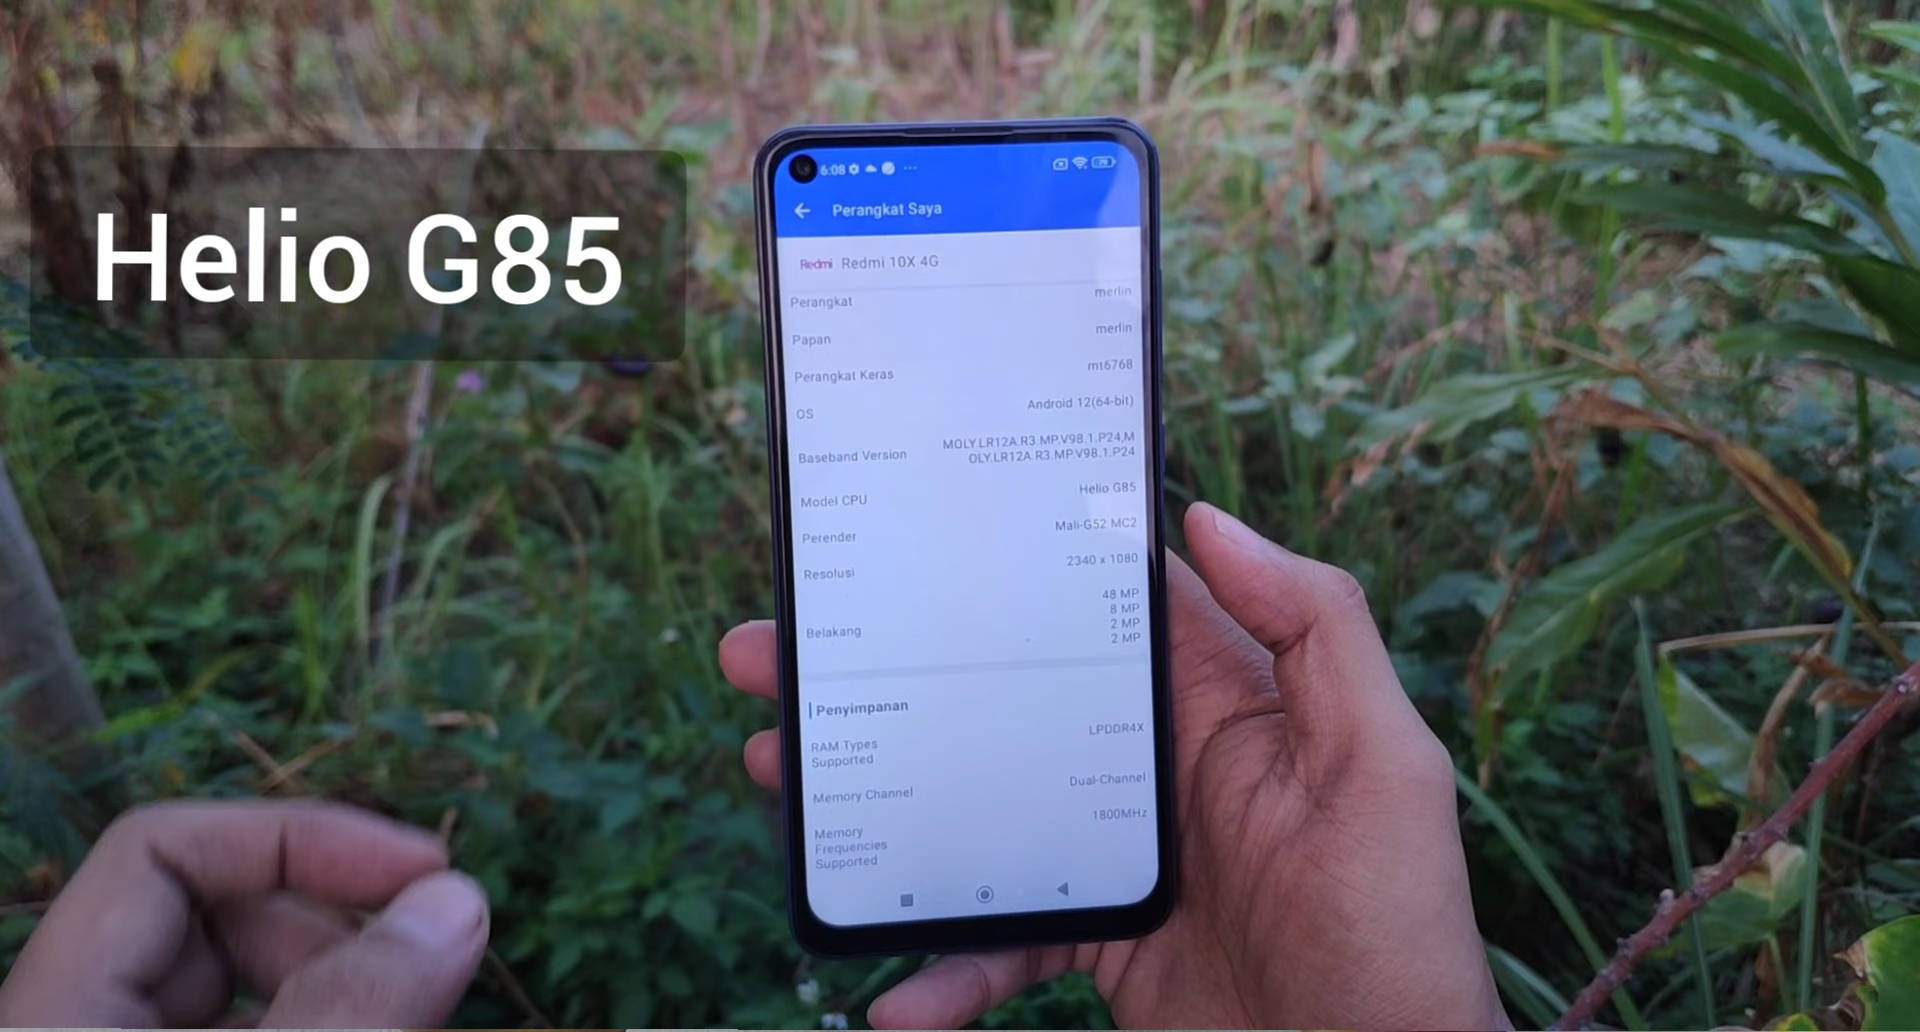 Helio G85
6:08
79
Perangkat Saya
Redmi Redmi 10X 4G
Perangkat merlin
Papan merlin
Perangkat Keras mt6768
OS Android 12(64-bit)
Baseband Version MOLY.LR12A.R3.MP.V98.1.P24,M
OLY.LR12A.R3.MP.V98.1.P24
Model CPU Helio G85
Perender Mali-G52 MC2
Resolusi 2340 x 1080
Belakang 48 MP
8 MP
2 MP
2 MP
Penyimpanan
RAM Types
Supported LPDDR4X
Memory Channel Dual-Channel
Memory
Frequencies
Supported 1800MHz